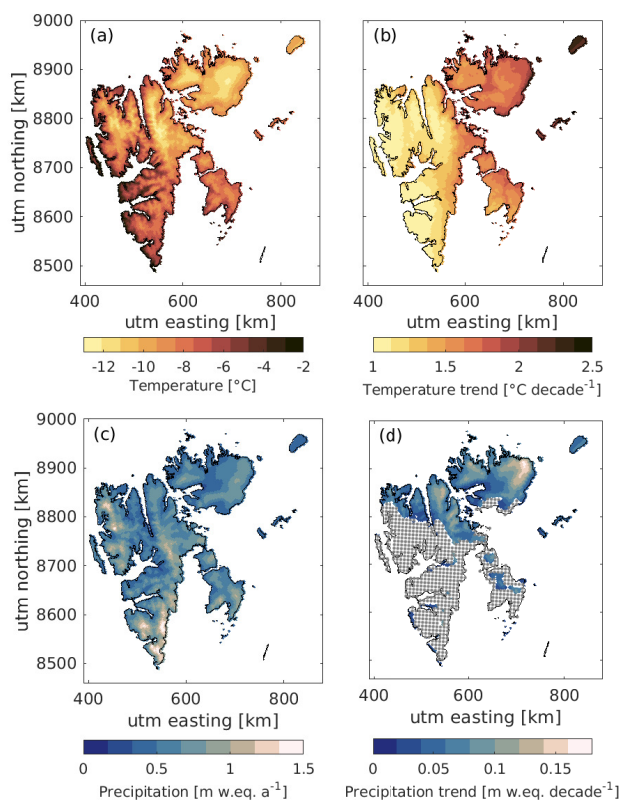 (a)
(b)
9000
8900
8800
8700
8600
8500
utm northing [km]
400 600 800
400 600 800
utm easting [km]
utm easting [km]
-12 -10 -8 -6 -4 -2
1 1.5 2 2.5
Temperature [°C]
Temperature trend [°C decade⁻¹]
(c)
(d)
9000
8900
8800
8700
8600
8500
utm northing [km]
400 600 800
400 600 800
utm easting [km]
utm easting [km]
0 0.5 1 1.5
0 0.05 0.1 0.15
Precipitation [m w.eq. a⁻¹]
Precipitation trend [m w.eq. decade⁻¹]